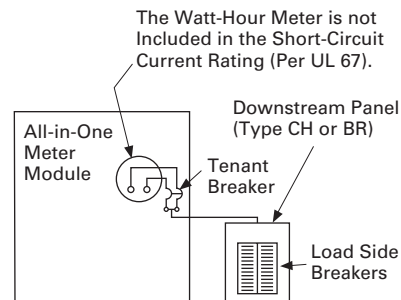 The Watt-Hour Meter is not
Included in the Short-Circuit
Current Rating (Per UL 67).
Downstream Panel
(Type CH or BR)
All-in-One
Meter
Module
Tenant
Breaker
Load Side
Breakers